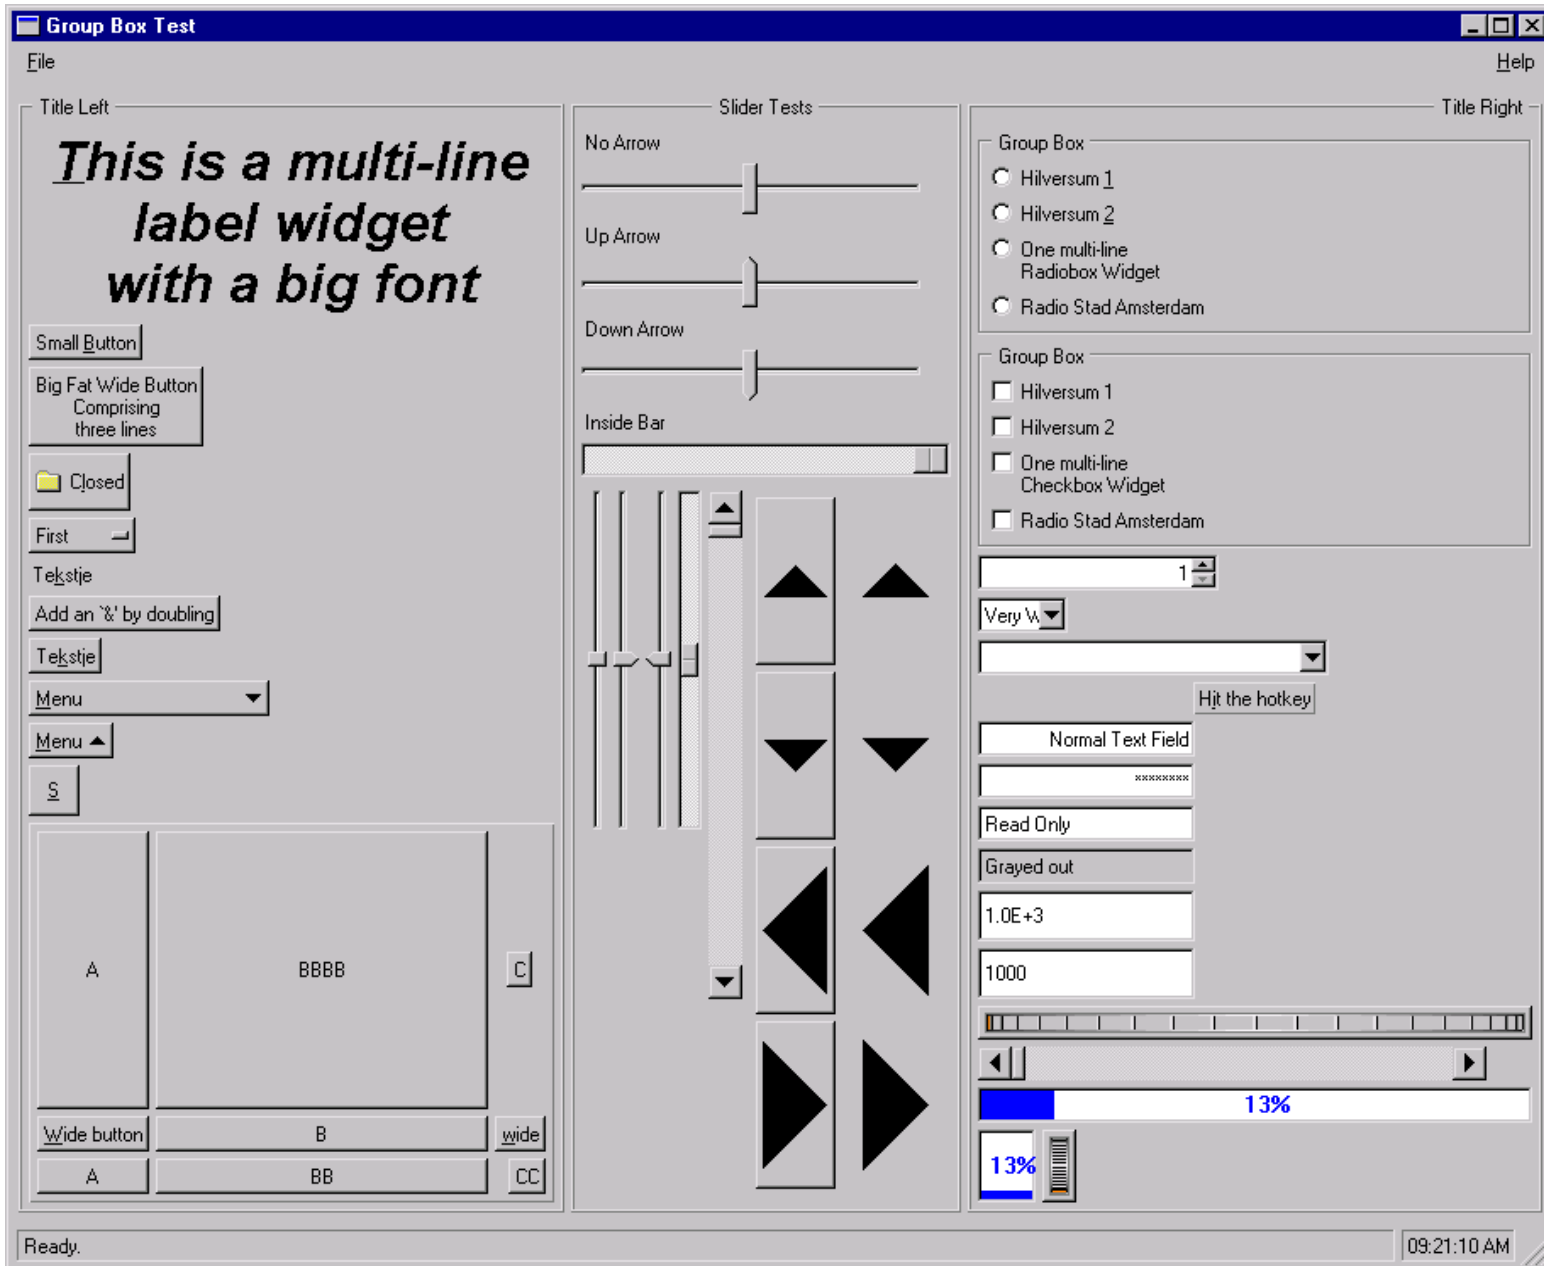 Group Box Test
File
Help
Title Left
This is a multi-line
label widget
with a big font
Small Button
Big Fat Wide Button
Comprising
three lines
Closed
First
Tekstje
Add an `&' by doubling
Tekstje
Menu
Menu
S
A
BBBB
C
Wide button
B
wide
A
BB
CC
Slider Tests
No Arrow
Up Arrow
Down Arrow
Inside Bar
Title Right
Group Box
Hilversum 1
Hilversum 2
One multi-line
Radiobox Widget
Radio Stad Amsterdam
Group Box
Hilversum 1
Hilversum 2
One multi-line
Checkbox Widget
Radio Stad Amsterdam
1
Very W
Hit the hotkey
Normal Text Field
********
Read Only
Grayed out
1.0E+3
1000
13%
13%
Ready.
09:21:10 AM